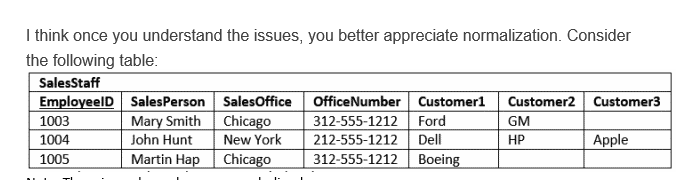 I think once you understand the issues, you better appreciate normalization. Consider
the following table:
SalesStaff
EmployeeID SalesPerson SalesOffice OfficeNumber Customer1 Customer2 Customer3
1003 Mary Smith Chicago 312-555-1212 Ford GM
1004 John Hunt New York 212-555-1212 Dell HP Apple
1005 Martin Hap Chicago 312-555-1212 Boeing